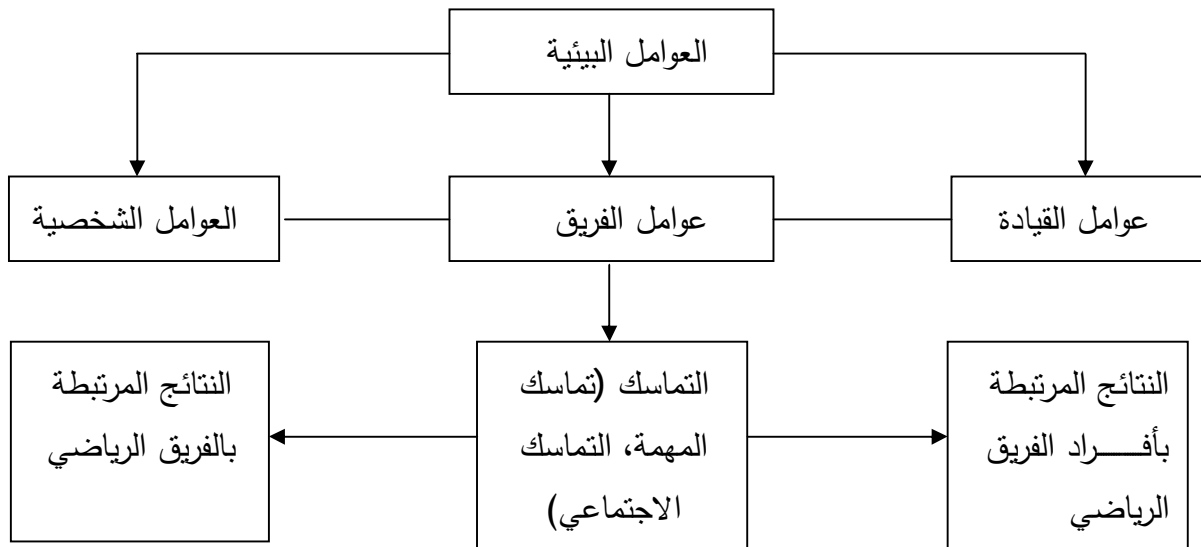 العوامل البيئية
عوامل القيادة
عوامل الفريق
العوامل الشخصية
النتائج المرتبطة
بأفـــــراد الفريق
الرياضي
التماسك (تماسك
المهمة، التماسك
الاجتماعي)
النتائج المرتبطة
بالفريق الرياضي